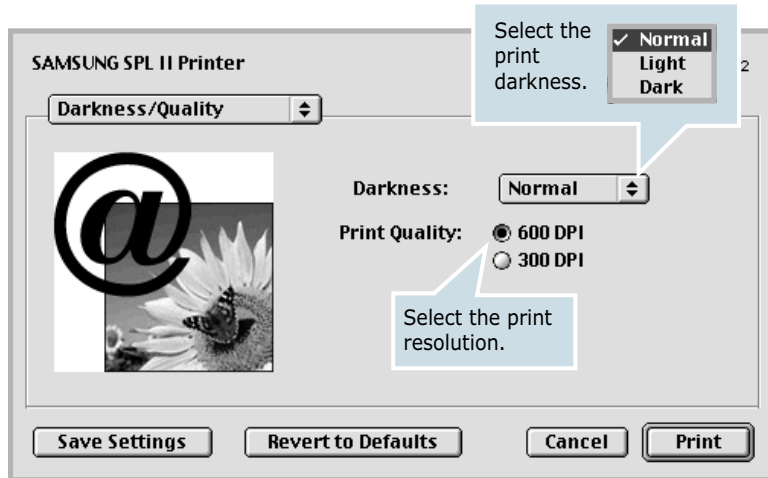 Select the
print
darkness.
✓ Normal
Light
Dark
SAMSUNG SPL II Printer
2
Darkness/Quality
@
Darkness: Normal
Print Quality: 600 DPI
300 DPI
Select the print
resolution.
Save Settings Revert to Defaults Cancel Print